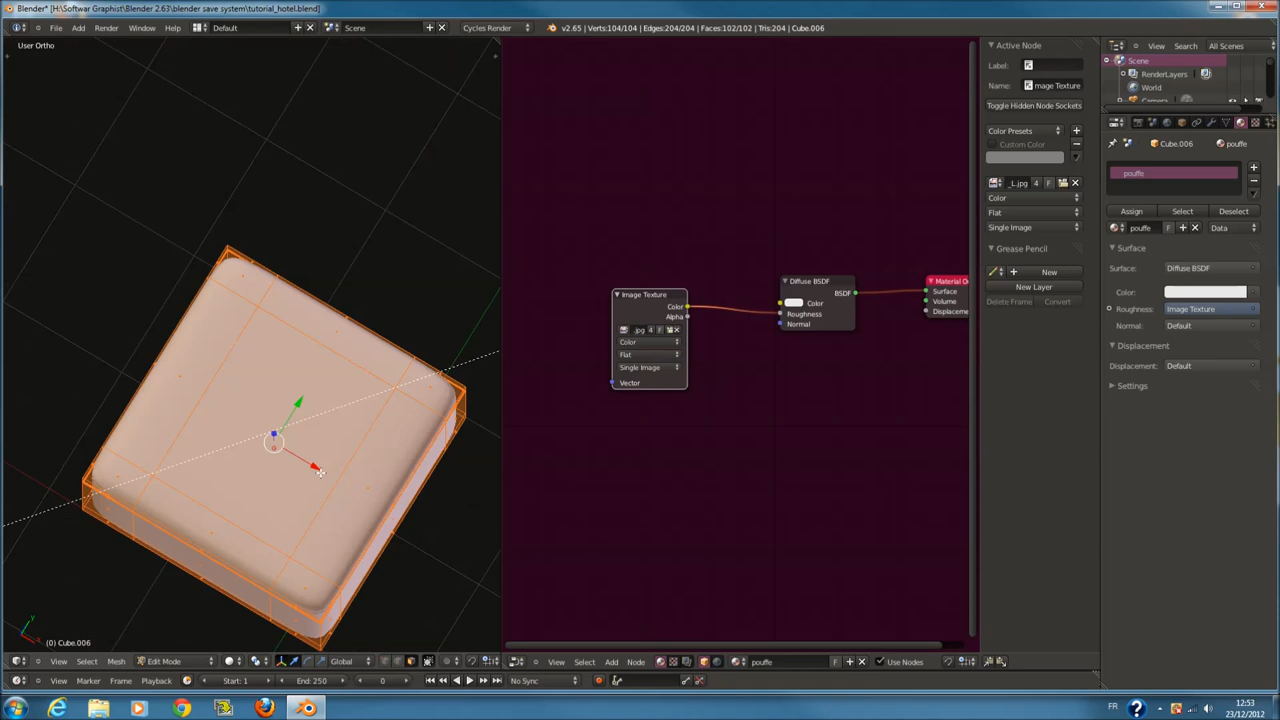 Blender* [H:\Softwar Graphist\Blender 2.63\blender save system\tutorial_hotel.blend]
File Add Render Window Help Default Scene Cycles Render v2.65 | Verts:104/104 | Edges:204/204 | Faces:102/102 | Tris:204 | Cube.006
View Search All Scenes
User Ortho
Active Node
Scene
Label:
RenderLayers
Name: mage Texture
World
Camera
Toggle Hidden Node Sockets
Color Presets
Custom Color
Cube.006 pouffe
pouffe
_L.jpg 4 F
Color
Flat
Assign Select Deselect
Single Image
pouffe F Data
Grease Pencil
Surface
New
Surface: Diffuse BSDF
New Layer
Color:
Delete Frame Convert
Roughness: Image Texture
Normal: Default
Displacement
Displacement: Default
Settings
Image Texture
Color
Alpha
.jpg 4 F
Color
Flat
Single Image
Vector
Diffuse BSDF
BSDF
Color
Roughness
Normal
Material O
Surface
Volume
Displaceme
(0) Cube.006
View Select Mesh Edit Mode Global View Select Add Node pouffe F Use Nodes
View Marker Frame Playback Start: 1 End: 250 0 No Sync
FR 12:53
23/12/2012